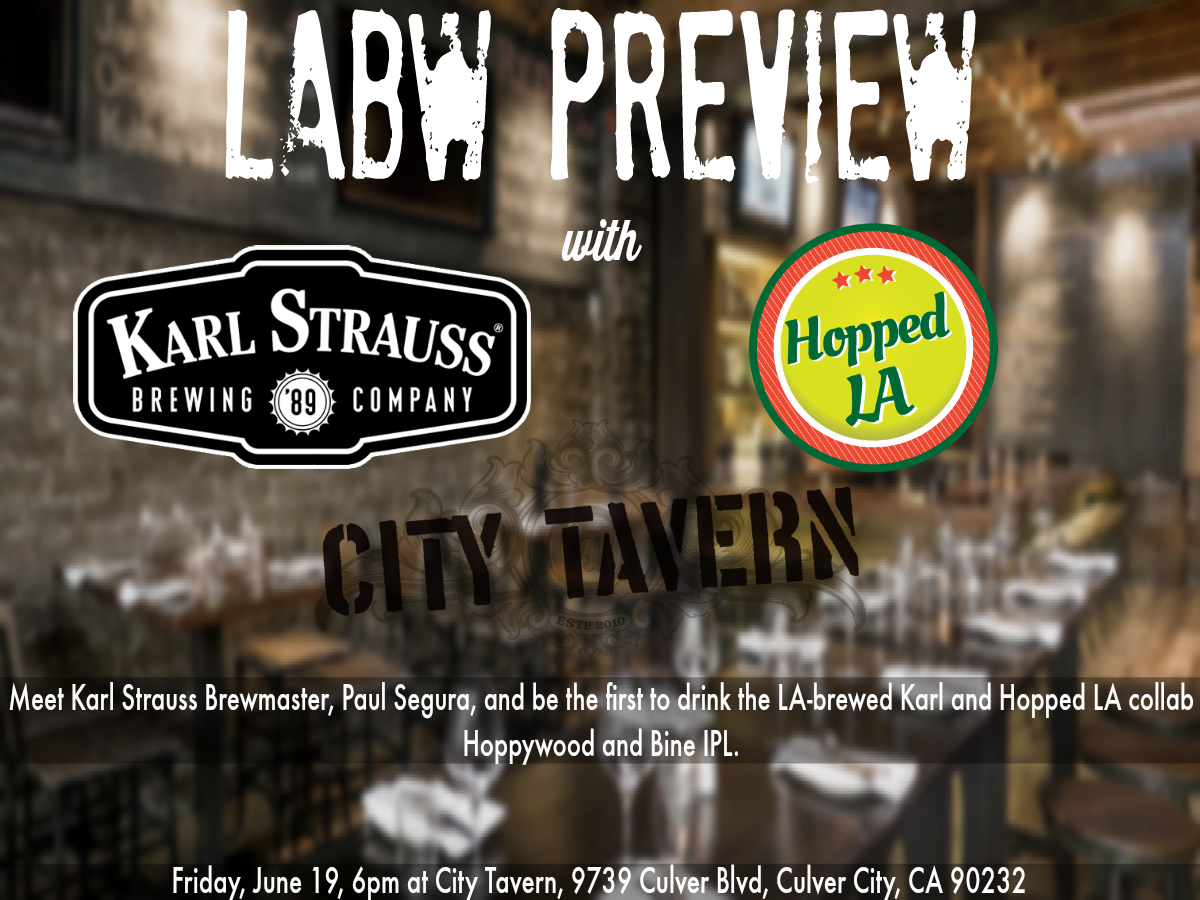 LABW PREVIEW
with
KARL STRAUSS®
BREWING '89 COMPANY
Hopped
LA
CITY TAVERN
ESTD 2010
Meet Karl Strauss Brewmaster, Paul Segura, and be the first to drink the LA-brewed Karl and Hopped LA collab
Hoppywood and Bine IPL.
Friday, June 19, 6pm at City Tavern, 9739 Culver Blvd, Culver City, CA 90232